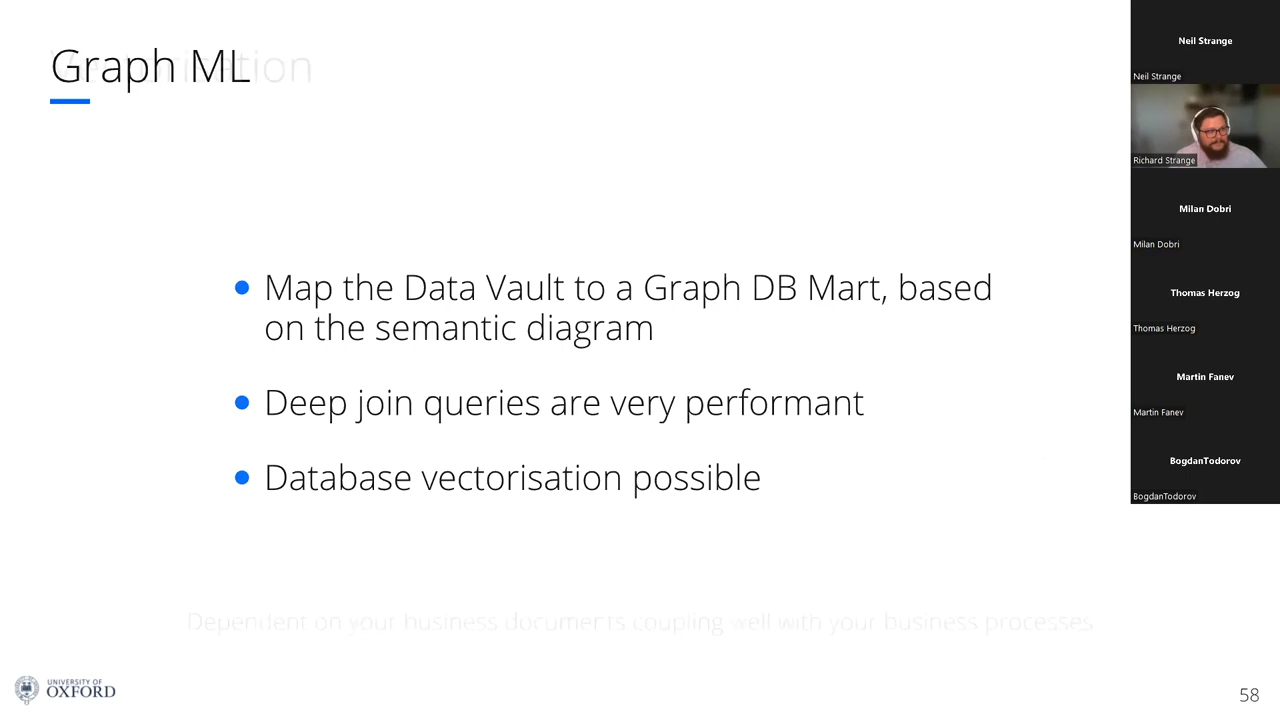 Graph ML
Map the Data Vault to a Graph DB Mart, based
on the semantic diagram
Deep join queries are very performant
Database vectorisation possible
Dependent on your business documents coupling well with your business processes
UNIVERSITY OF
OXFORD
58
Neil Strange
Neil Strange
Richard Strange
Milan Dobri
Milan Dobri
Thomas Herzog
Thomas Herzog
Martin Fanev
Martin Fanev
BogdanTodorov
BogdanTodorov